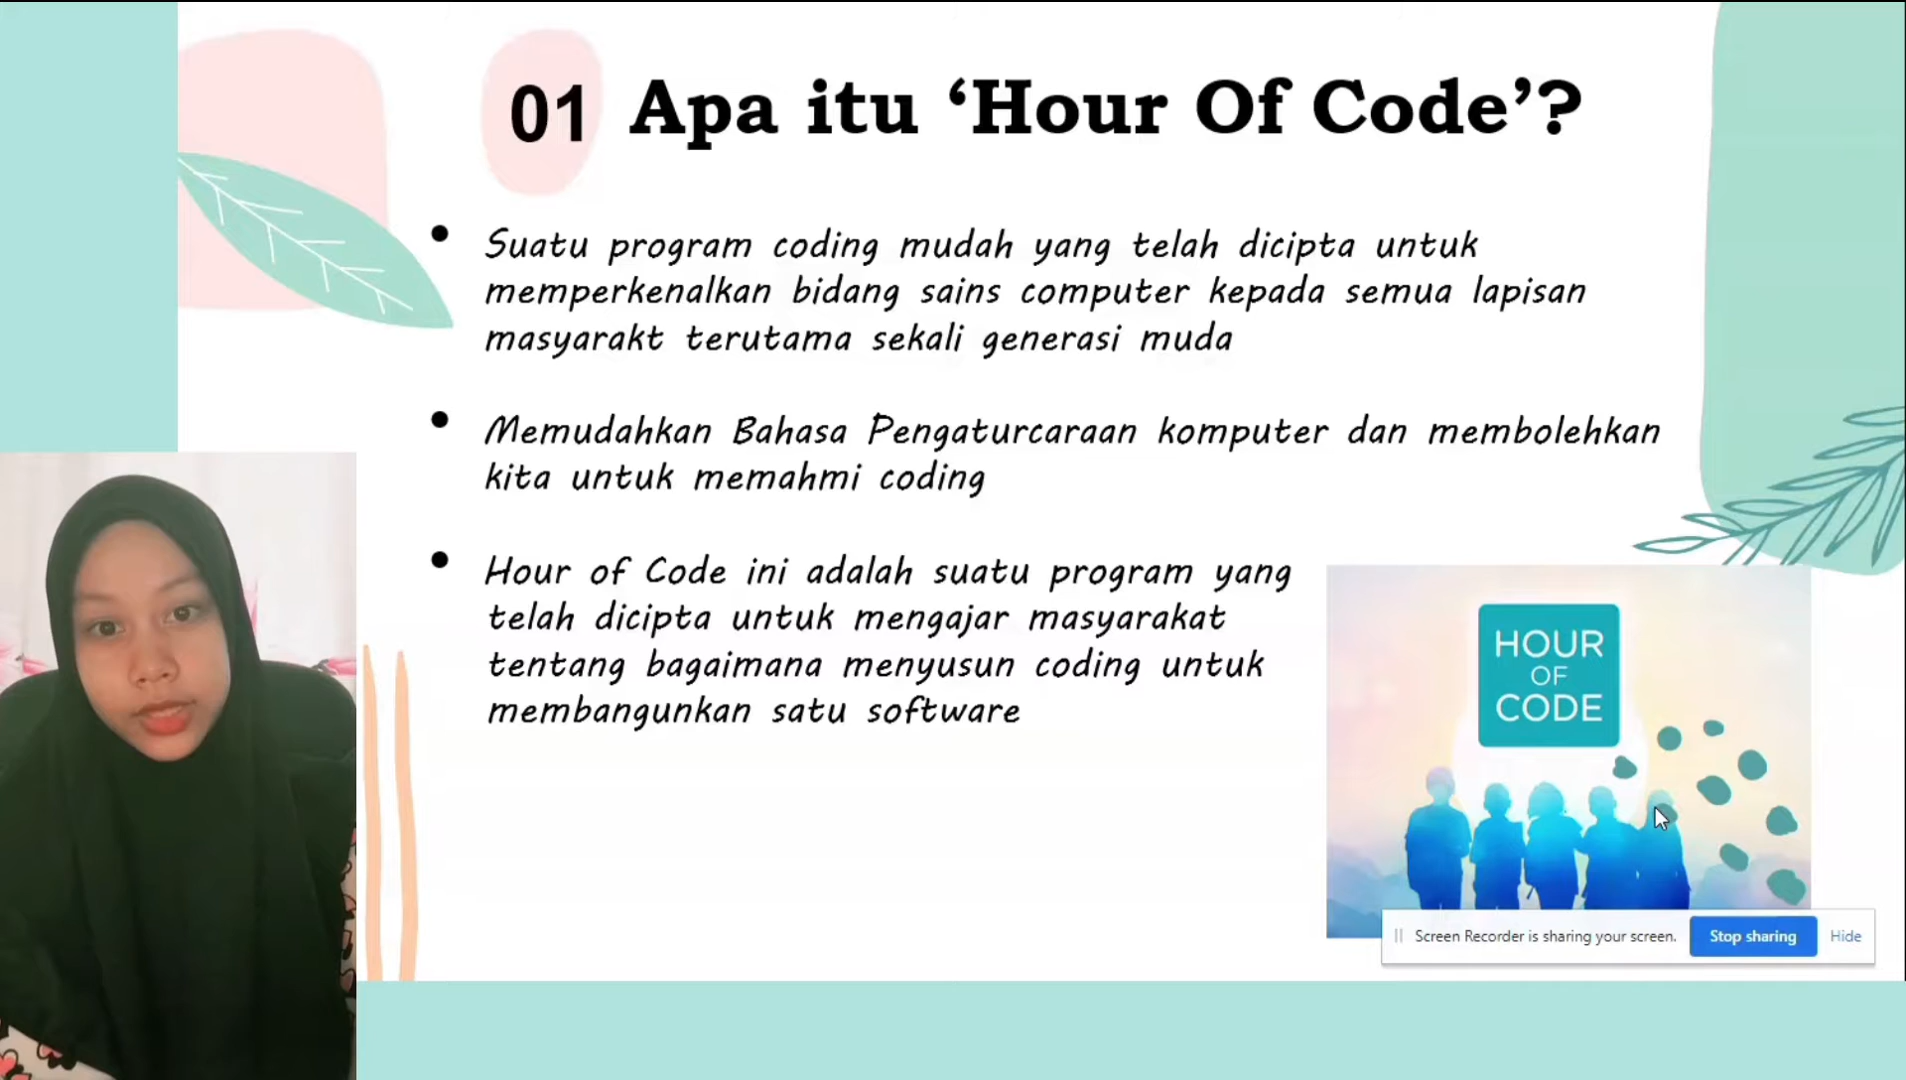 01 Apa itu ‘Hour Of Code’?
• Suatu program coding mudah yang telah dicipta untuk
memperkenalkan bidang sains computer kepada semua lapisan
masyarakt terutama sekali generasi muda
• Memudahkan Bahasa Pengaturcaraan komputer dan membolehkan
kita untuk memahmi coding
• Hour of Code ini adalah suatu program yang
telah dicipta untuk mengajar masyarakat
tentang bagaimana menyusun coding untuk
membangunkan satu software
HOUR
OF
CODE
Screen Recorder is sharing your screen. Stop sharing Hide